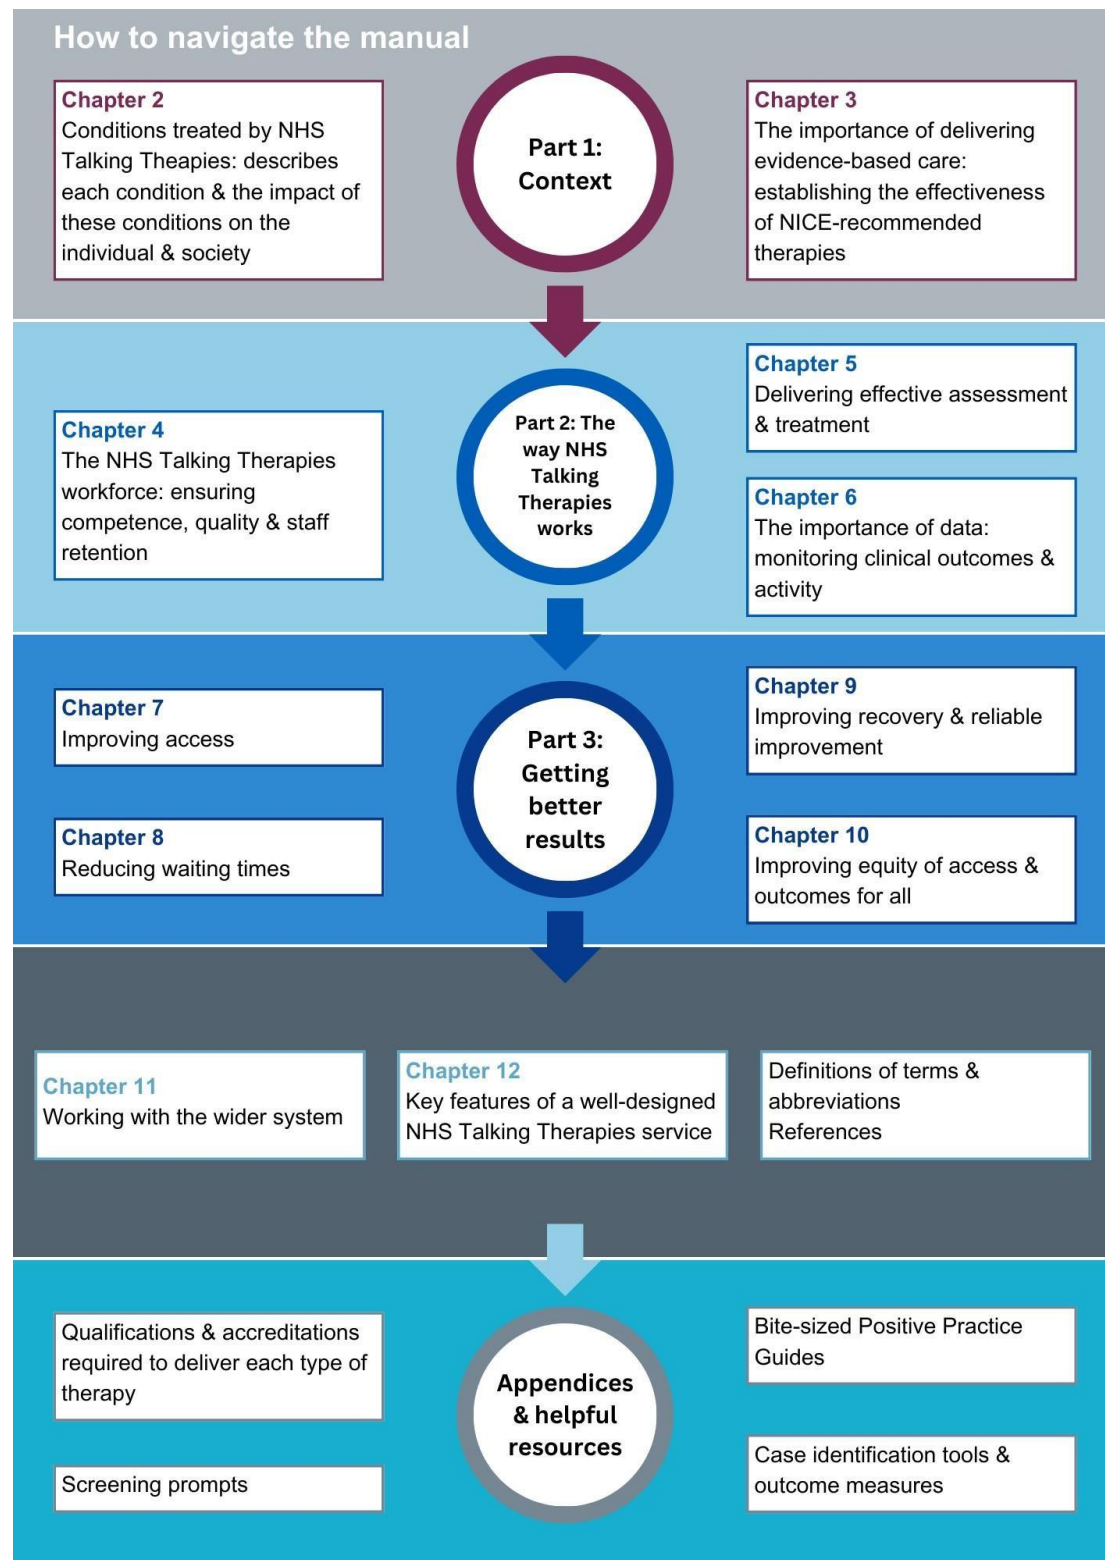 How to navigate the manual
Chapter 2
Conditions treated by NHS
Talking Theapies: describes
each condition & the impact of
these conditions on the
individual & society
Part 1:
Context
Chapter 3
The importance of delivering
evidence-based care:
establishing the effectiveness
of NICE-recommended
therapies
Chapter 4
The NHS Talking Therapies
workforce: ensuring
competence, quality & staff
retention
Part 2: The
way NHS
Talking
Therapies
works
Chapter 5
Delivering effective assessment
& treatment
Chapter 6
The importance of data:
monitoring clinical outcomes &
activity
Chapter 7
Improving access
Chapter 8
Reducing waiting times
Part 3:
Getting
better
results
Chapter 9
Improving recovery & reliable
improvement
Chapter 10
Improving equity of access &
outcomes for all
Chapter 11
Working with the wider system
Chapter 12
Key features of a well-designed
NHS Talking Therapies service
Definitions of terms &
abbreviations
References
Qualifications & accreditations
required to deliver each type of
therapy
Screening prompts
Appendices
& helpful
resources
Bite-sized Positive Practice
Guides
Case identification tools &
outcome measures